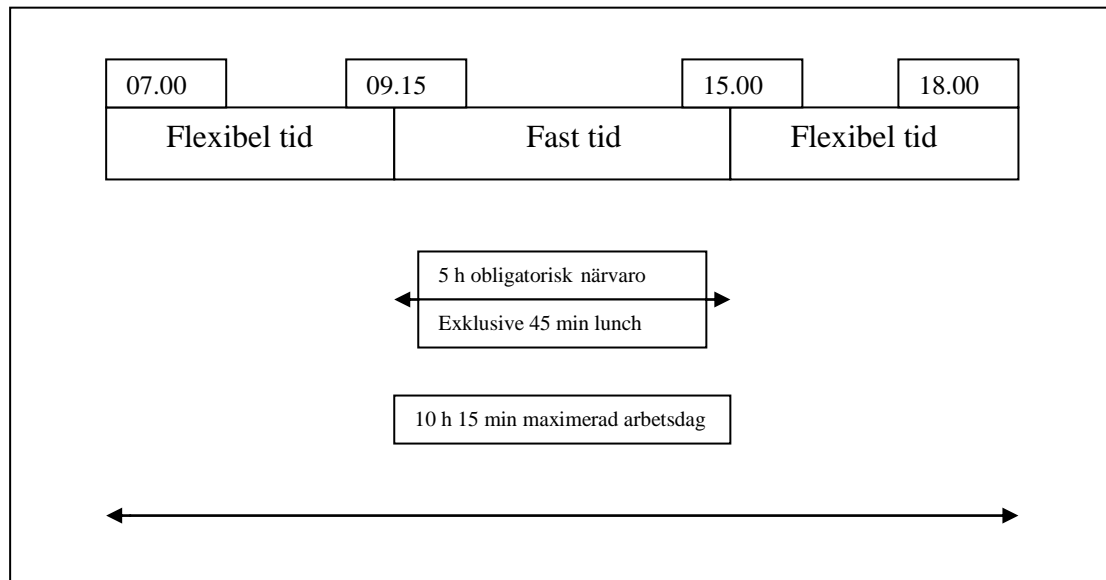 07.00 09.15 15.00 18.00
Flexibel tid Fast tid Flexibel tid
5 h obligatorisk närvaro
Exklusive 45 min lunch
10 h 15 min maximerad arbetsdag